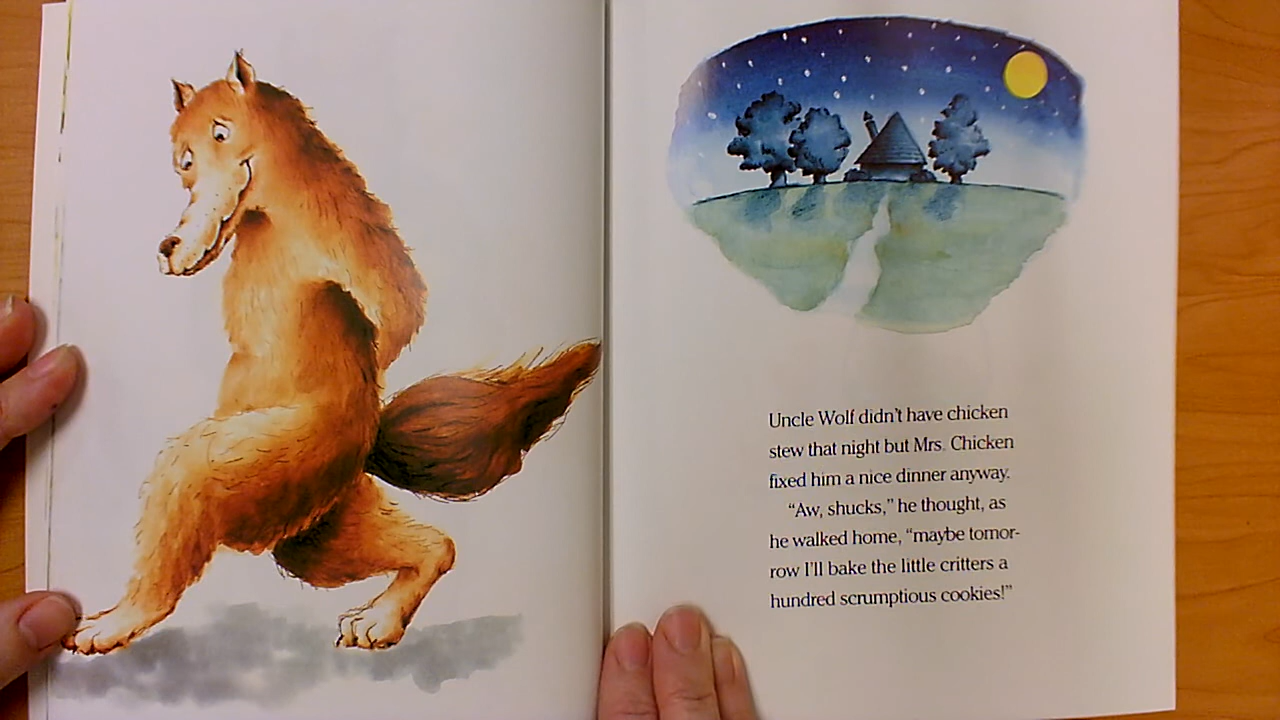 Uncle Wolf didn't have chicken
stew that night but Mrs. Chicken
fixed him a nice dinner anyway.
“Aw, shucks,” he thought, as
he walked home, “maybe tomor-
row I'll bake the little critters a
hundred scrumptious cookies!”